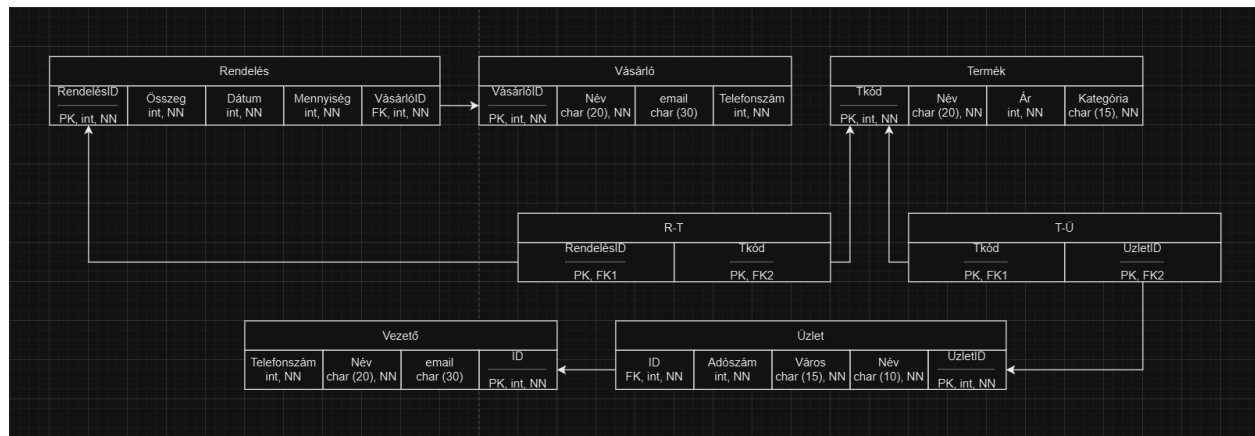 Rendelés
RendelésID
PK, int, NN
Összeg
int, NN
Dátum
int, NN
Mennyiség
int, NN
VásárlóID
FK, int, NN
Vásárló
VásárlóID
PK, int, NN
Név
char (20), NN
email
char (30)
Telefonszám
int, NN
Termék
Tkód
PK, int, NN
Név
char (20), NN
Ár
int, NN
Kategória
char (15), NN
R-T
RendelésID
PK, FK1
Tkód
PK, FK2
T-Ü
Tkód
PK, FK1
UzletID
PK, FK2
Vezető
Telefonszám
int, NN
Név
char (20), NN
email
char (30)
ID
PK, int, NN
Üzlet
ID
FK, int, NN
Adószám
int, NN
Város
char (15), NN
Név
char (10), NN
UzletID
PK, int, NN